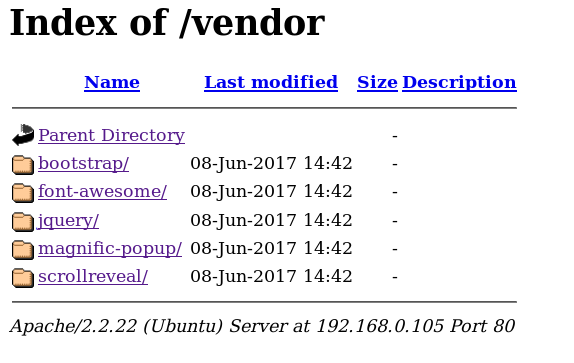 Index of /vendor
Name Last modified Size Description
Parent Directory -
bootstrap/ 08-Jun-2017 14:42 -
font-awesome/ 08-Jun-2017 14:42 -
jquery/ 08-Jun-2017 14:42 -
magnific-popup/ 08-Jun-2017 14:42 -
scrollreveal/ 08-Jun-2017 14:42 -
Apache/2.2.22 (Ubuntu) Server at 192.168.0.105 Port 80